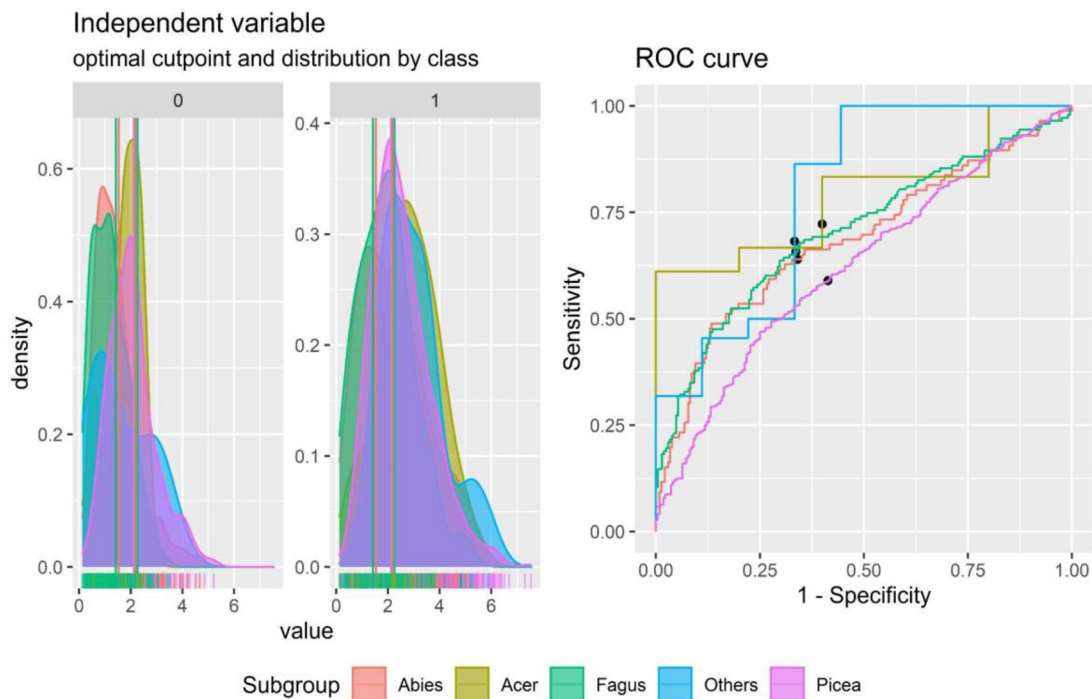 Independent variable
optimal cutpoint and distribution by class
0
1
density
0.0
0.2
0.4
0.6
0.0
0.1
0.2
0.3
0.4
0 2 4 6
0 2 4 6
value
ROC curve
Sensitivity
1.00
0.75
0.50
0.25
0.00
0.00 0.25 0.50 0.75 1.00
1 - Specificity
Subgroup Abies Acer Fagus Others Picea